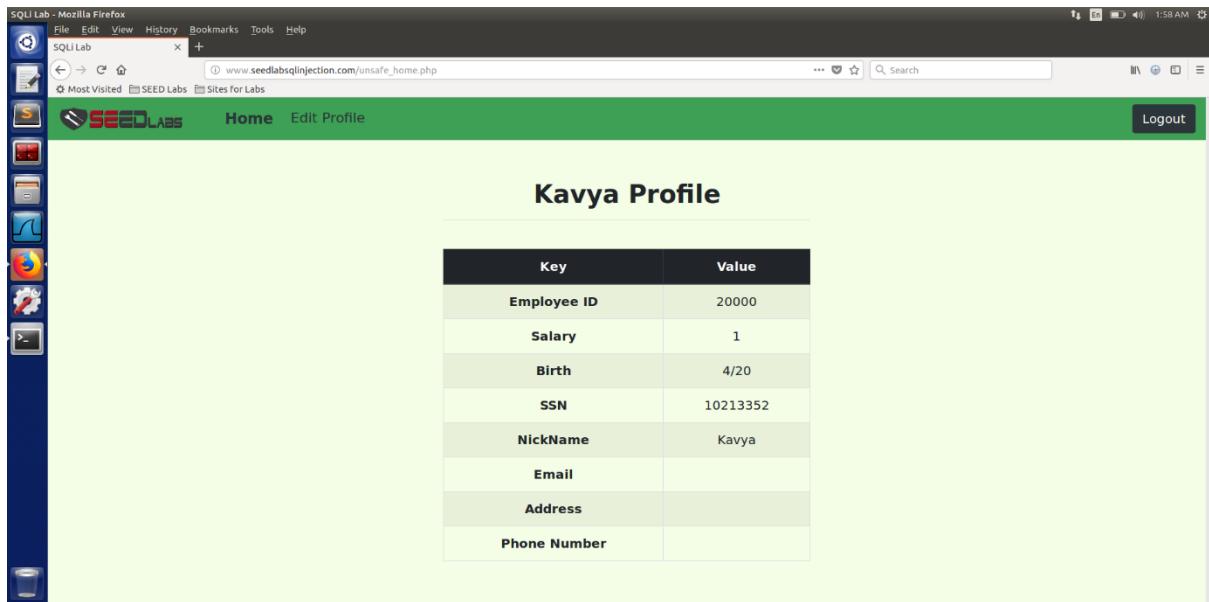 SQLi Lab - Mozilla Firefox
En 1:58 AM
File Edit View History Bookmarks Tools Help
SQLi Lab × +
www.seedlabsqlinjection.com/unsafe_home.php
Search
Most Visited SEED Labs Sites for Labs
SEEDLABS Home Edit Profile Logout
Kavya Profile
Key Value
Employee ID 20000
Salary 1
Birth 4/20
SSN 10213352
NickName Kavya
Email
Address
Phone Number